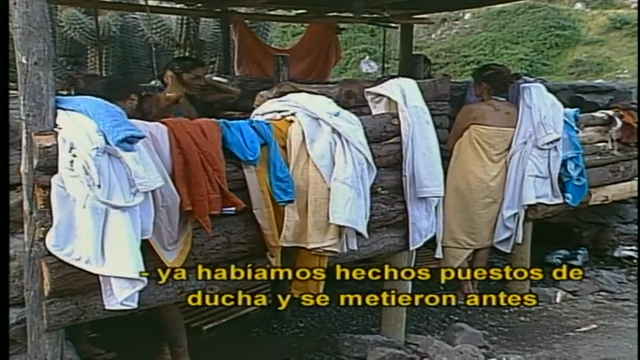 - ya habíamos hechos puestos de
ducha y se metieron antes